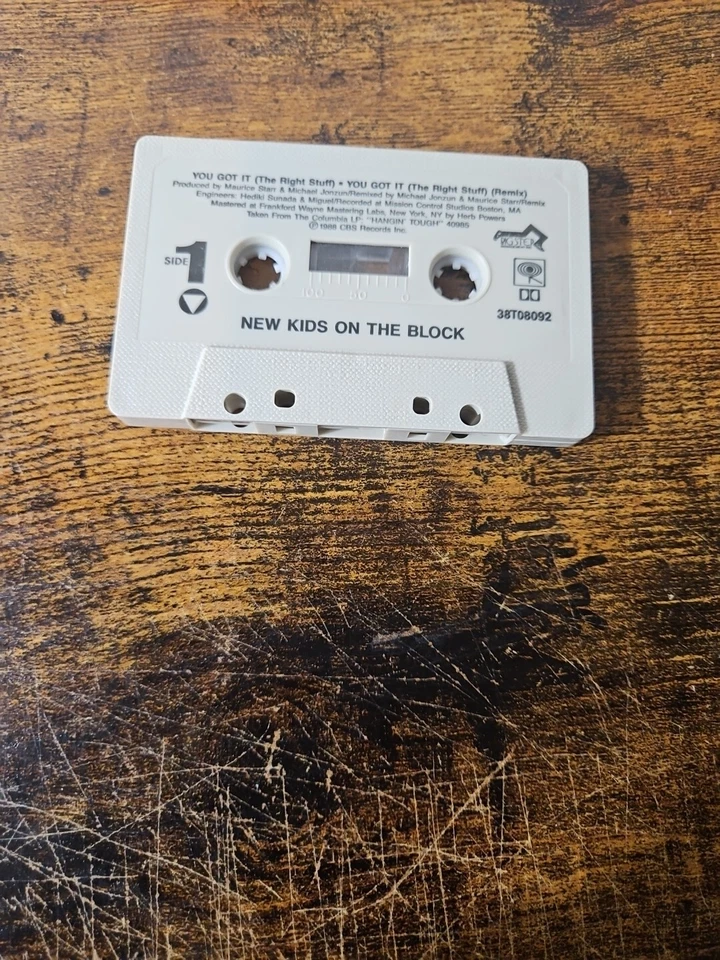 YOU GOT IT (The Right Stuff) • YOU GOT IT (The Right Stuff) (Remix)
Produced by Maurice Starr & Michael Jonzun/Remixed by Michael Jonzun & Maurice Starr/Remix
Engineers: Hediki Sunada & Miguel/Recorded at Mission Control Studios Boston, MA
Mastered at Frankford Wayne Mastering Labs, New York, NY by Herb Powers
Taken From The Columbia LP: "HANGIN' TOUGH" 40985
℗ 1988 CBS Records Inc.
SIDE 1
100 50 0
38T08092
NEW KIDS ON THE BLOCK